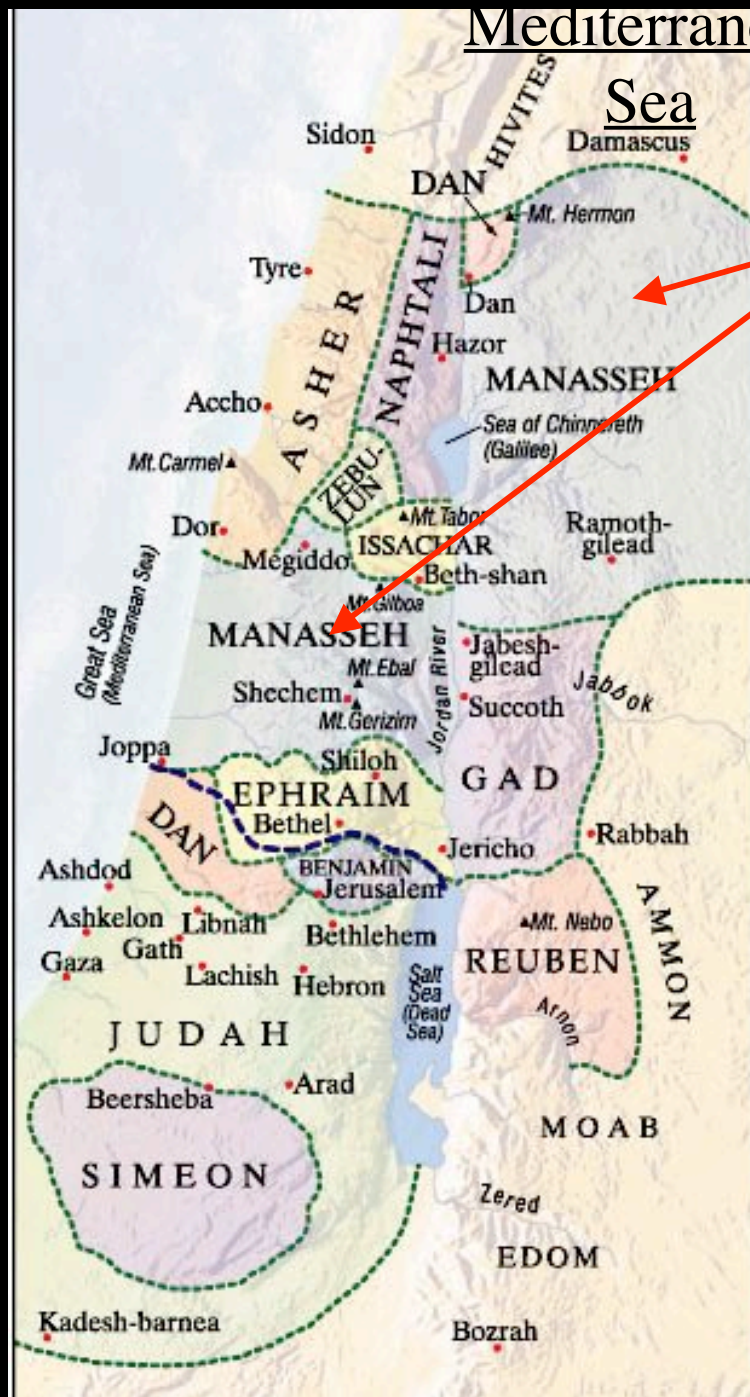 Mediterrane
Sea
HIVITES
Sidon
Damascus
DAN
Mt. Hermon
Tyre
Dan
NAPHTALI
ASHER
Hazor
MANASSEH
Accho
Sea of Chinnereth
(Galilee)
Mt. Carmel
ZEBU-
LUN
Mt. Tabor
Dor
Megiddo
ISSACHAR
Ramoth-
gilead
Beth-shan
Mt. Gilboa
Great Sea
(Mediterranean Sea)
MANASSEH
Jabesh-
gilead
Mt. Ebal
Jordan River
Jabbok
Shechem
Succoth
Mt. Gerizim
Joppa
Shiloh
GAD
EPHRAIM
DAN
Bethel
Jericho
Rabbah
Ashdod
BENJAMIN
Jerusalem
AMMON
Ashkelon
Libnah
Mt. Nebo
Gath
Bethlehem
Gaza
Lachish
Hebron
Salt
Sea
(Dead
Sea)
REUBEN
Arnon
JUDAH
Arad
Beersheba
MOAB
SIMEON
Zered
EDOM
Kadesh-barnea
Bozrah